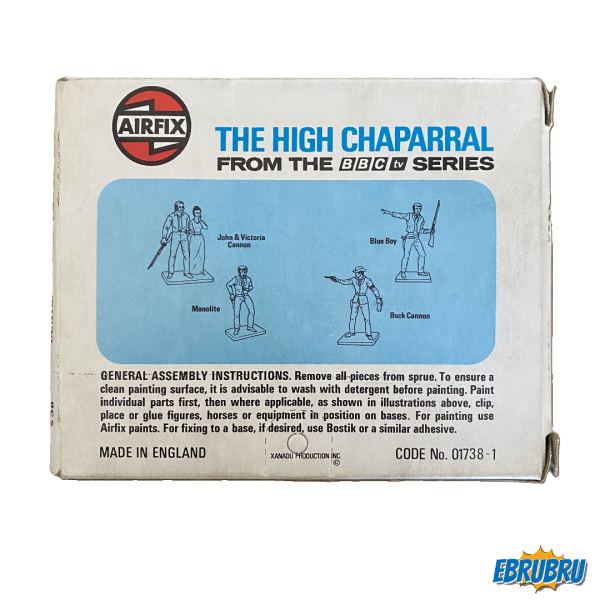 AIRFIX
THE HIGH CHAPARRAL
FROM THE BBC tv SERIES
John & Victoria
Cannon
Blue Boy
Manolito
Buck Cannon
GENERAL ASSEMBLY INSTRUCTIONS. Remove all pieces from sprue. To ensure a
clean painting surface, it is advisable to wash with detergent before painting. Paint
individual parts first, then where applicable, as shown in illustrations above, clip,
place or glue figures, horses or equipment in position on bases. For painting use
Airfix paints. For fixing to a base, if desired, use Bostik or a similar adhesive.
MADE IN ENGLAND
XANADU PRODUCTION INC.
©
CODE No. 01738-1
EBRUBRU